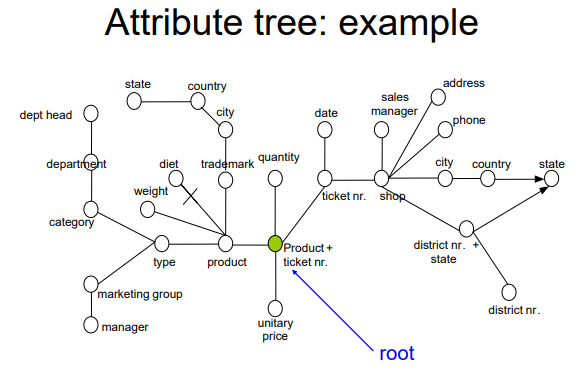 Attribute tree: example
state
country
address
sales
manager
dept head
city
date
phone
department
diet
trademark
quantity
city
country
state
weight
ticket nr.
shop
category
type
product
Product +
ticket nr.
district nr. +
state
marketing group
manager
unitary
price
district nr.
root